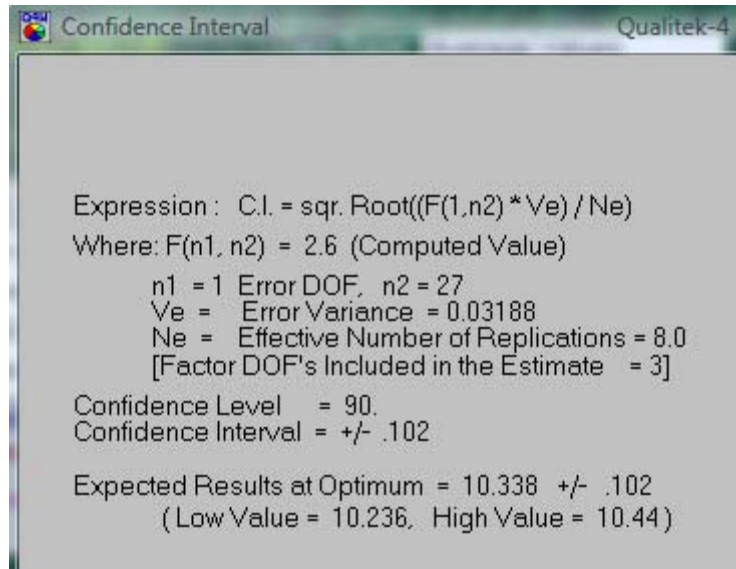 Confidence Interval Qualitek-4
Expression : C.I. = sqr. Root((F(1,n2) * Ve) / Ne)
Where: F(n1, n2) = 2.6 (Computed Value)
n1 = 1 Error DOF, n2 = 27
Ve = Error Variance = 0.03188
Ne = Effective Number of Replications = 8.0
[Factor DOF's Included in the Estimate = 3]
Confidence Level = 90.
Confidence Interval = +/- .102
Expected Results at Optimum = 10.338 +/- .102
( Low Value = 10.236, High Value = 10.44 )